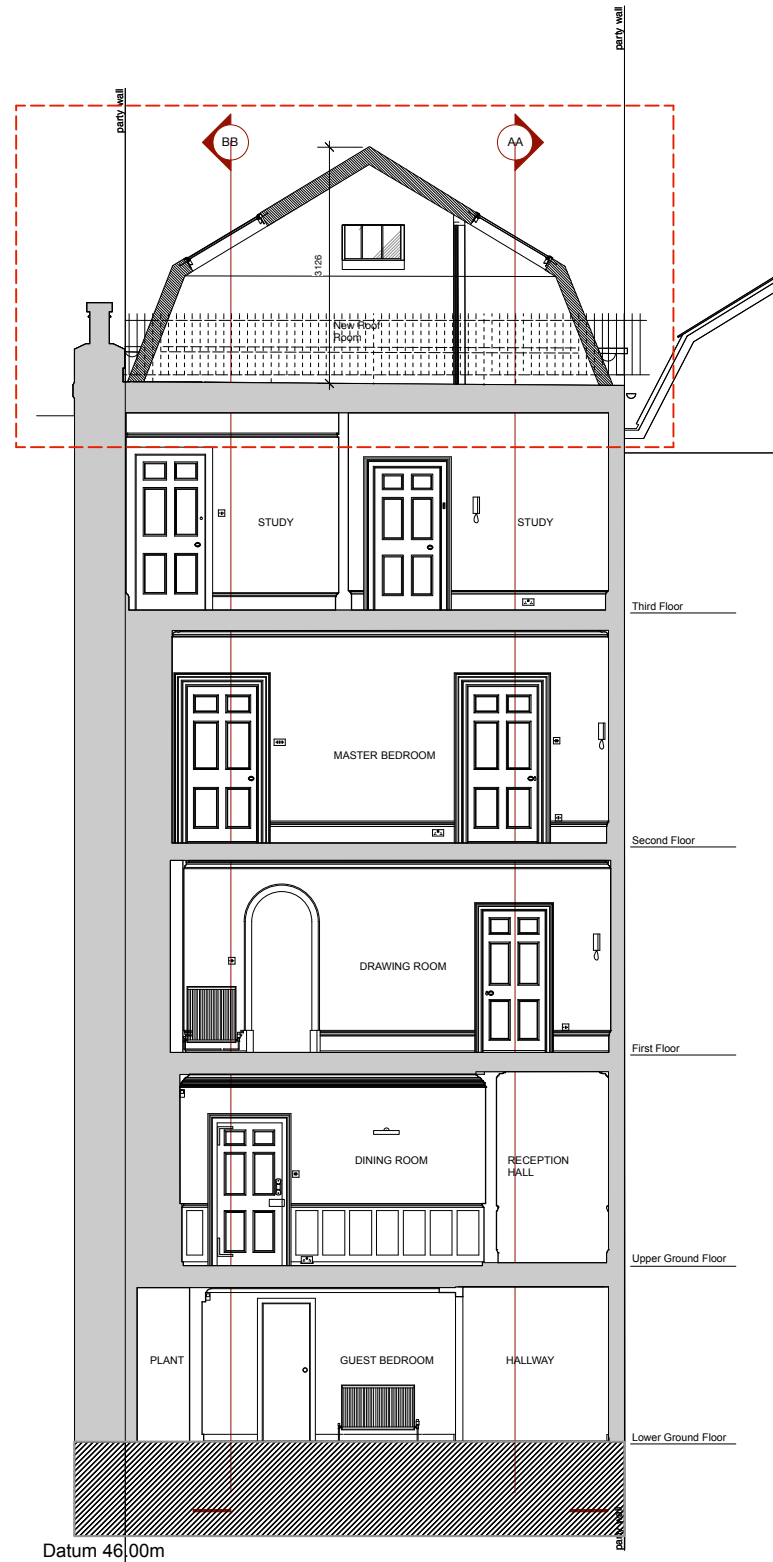 party wall
party wall
BB
AA
3126
New Roof
Room
STUDY
STUDY
Third Floor
MASTER BEDROOM
Second Floor
DRAWING ROOM
First Floor
DINING ROOM
RECEPTION
HALL
Upper Ground Floor
PLANT
GUEST BEDROOM
HALLWAY
Lower Ground Floor
party wall
Datum 46.00m